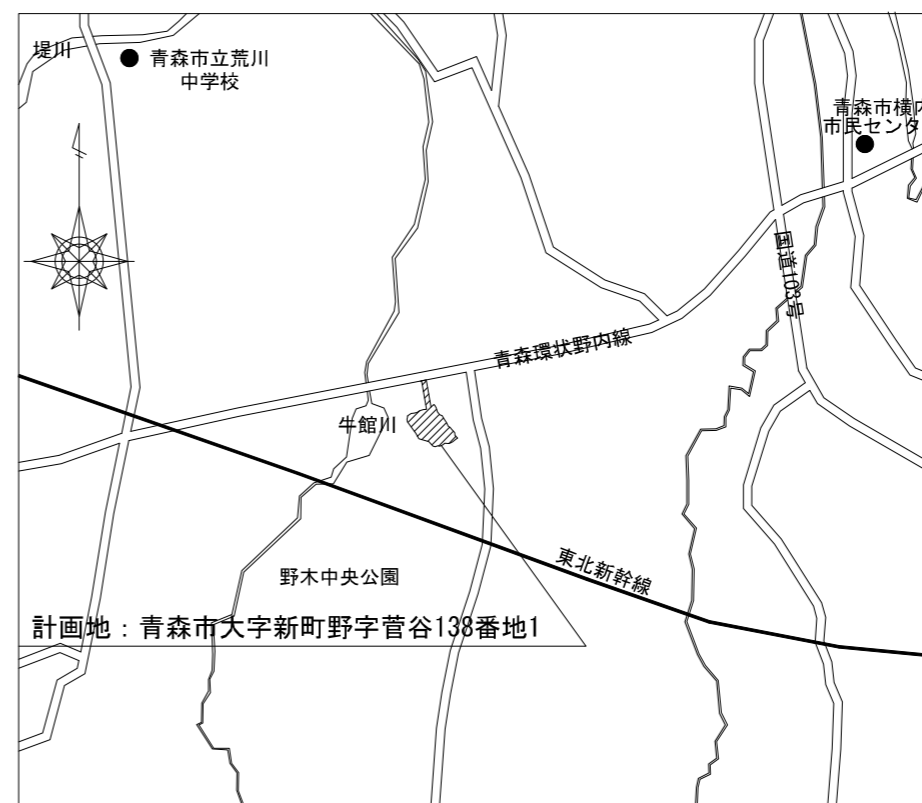 堤川
青森市立荒川
中学校
青森市横内
市民センタ
国道103号
青森環状野内線
牛館川
東北新幹線
野木中央公園
計画地：青森市大字新町野字菅谷138番地1